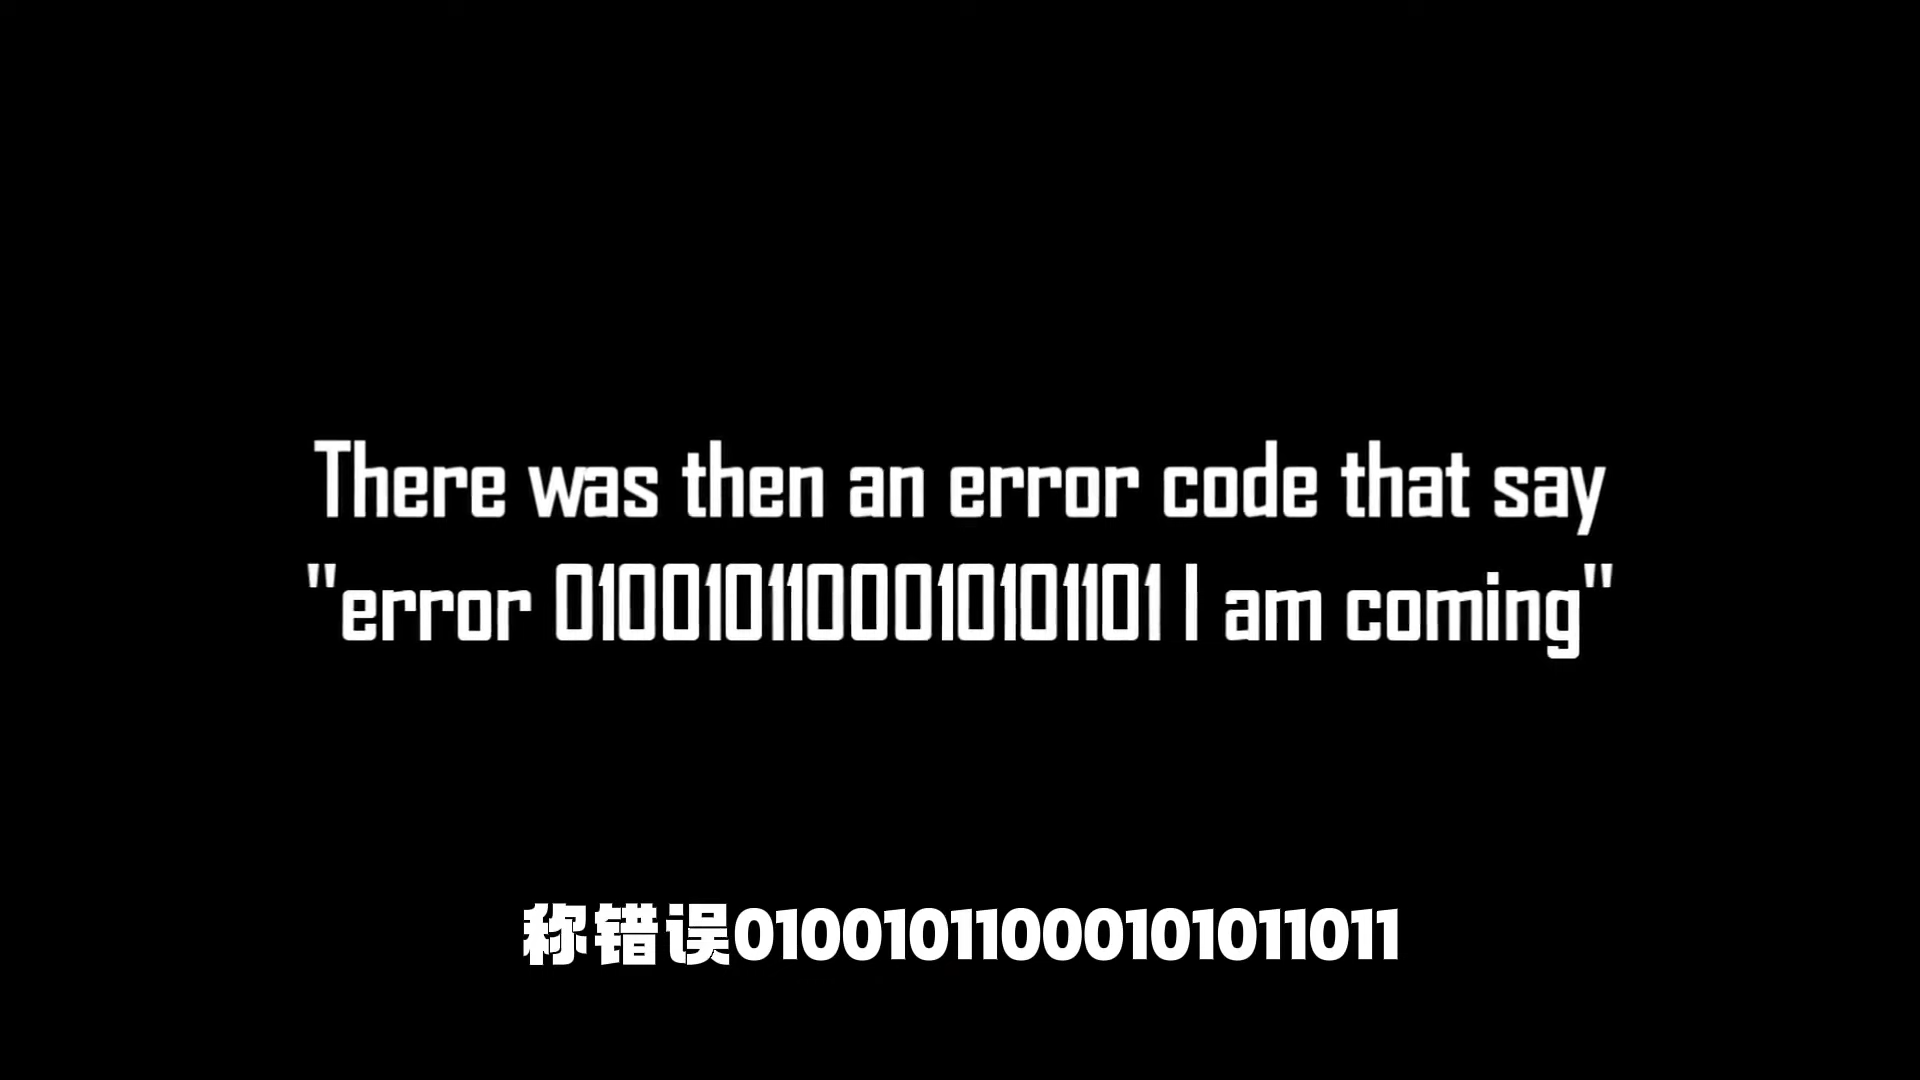 There was then an error code that say
"error 01001011000101011011 I am coming"
称错误01001011000101011011